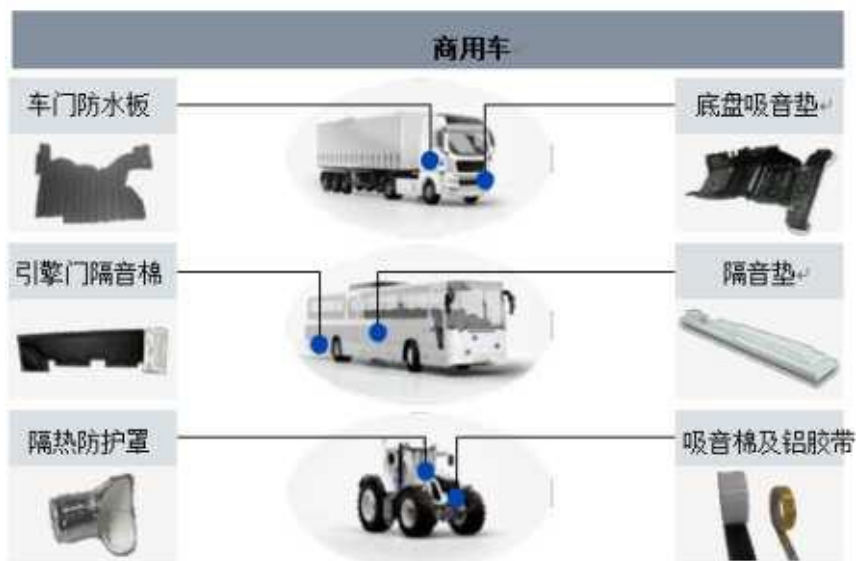 商用车
车门防水板
底盘吸音垫
引擎门隔音棉
隔音垫
隔热防护罩
吸音棉及铝胶带